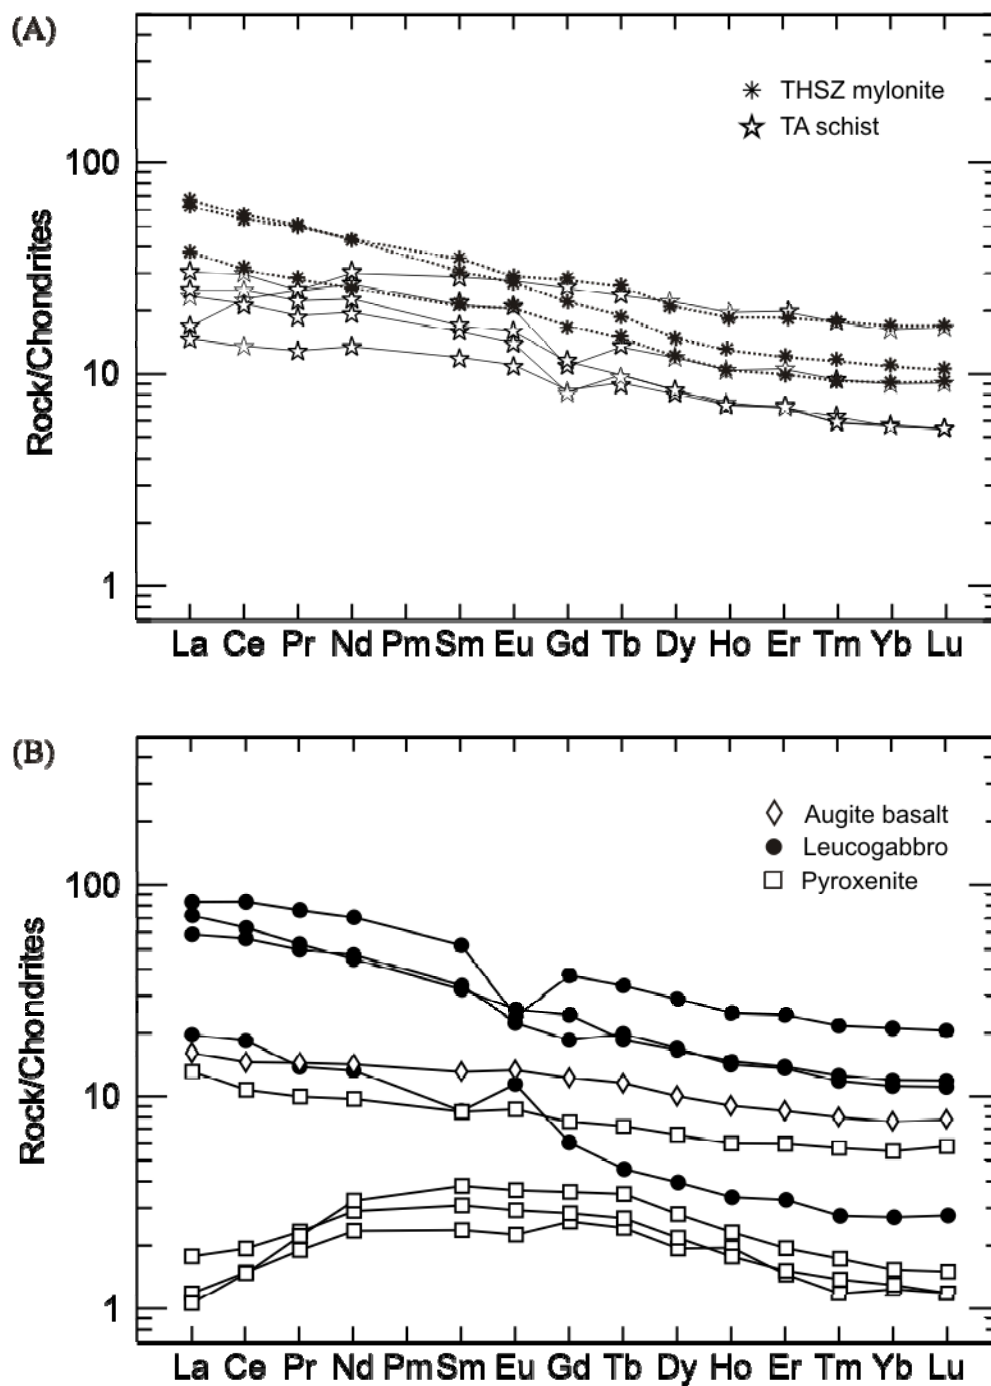 (A)
THSZ mylonite
TA schist
100
10
1
Rock/Chondrites
La Ce Pr Nd Pm Sm Eu Gd Tb Dy Ho Er Tm Yb Lu
(B)
Augite basalt
Leucogabbro
Pyroxenite
100
10
1
Rock/Chondrites
La Ce Pr Nd Pm Sm Eu Gd Tb Dy Ho Er Tm Yb Lu